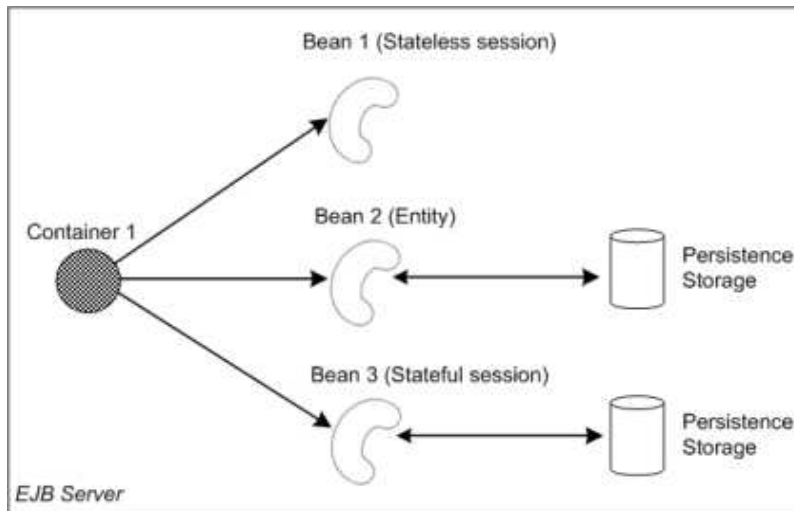 Bean 1 (Stateless session)
Bean 2 (Entity)
Container 1
Persistence
Storage
Bean 3 (Stateful session)
Persistence
Storage
EJB Server